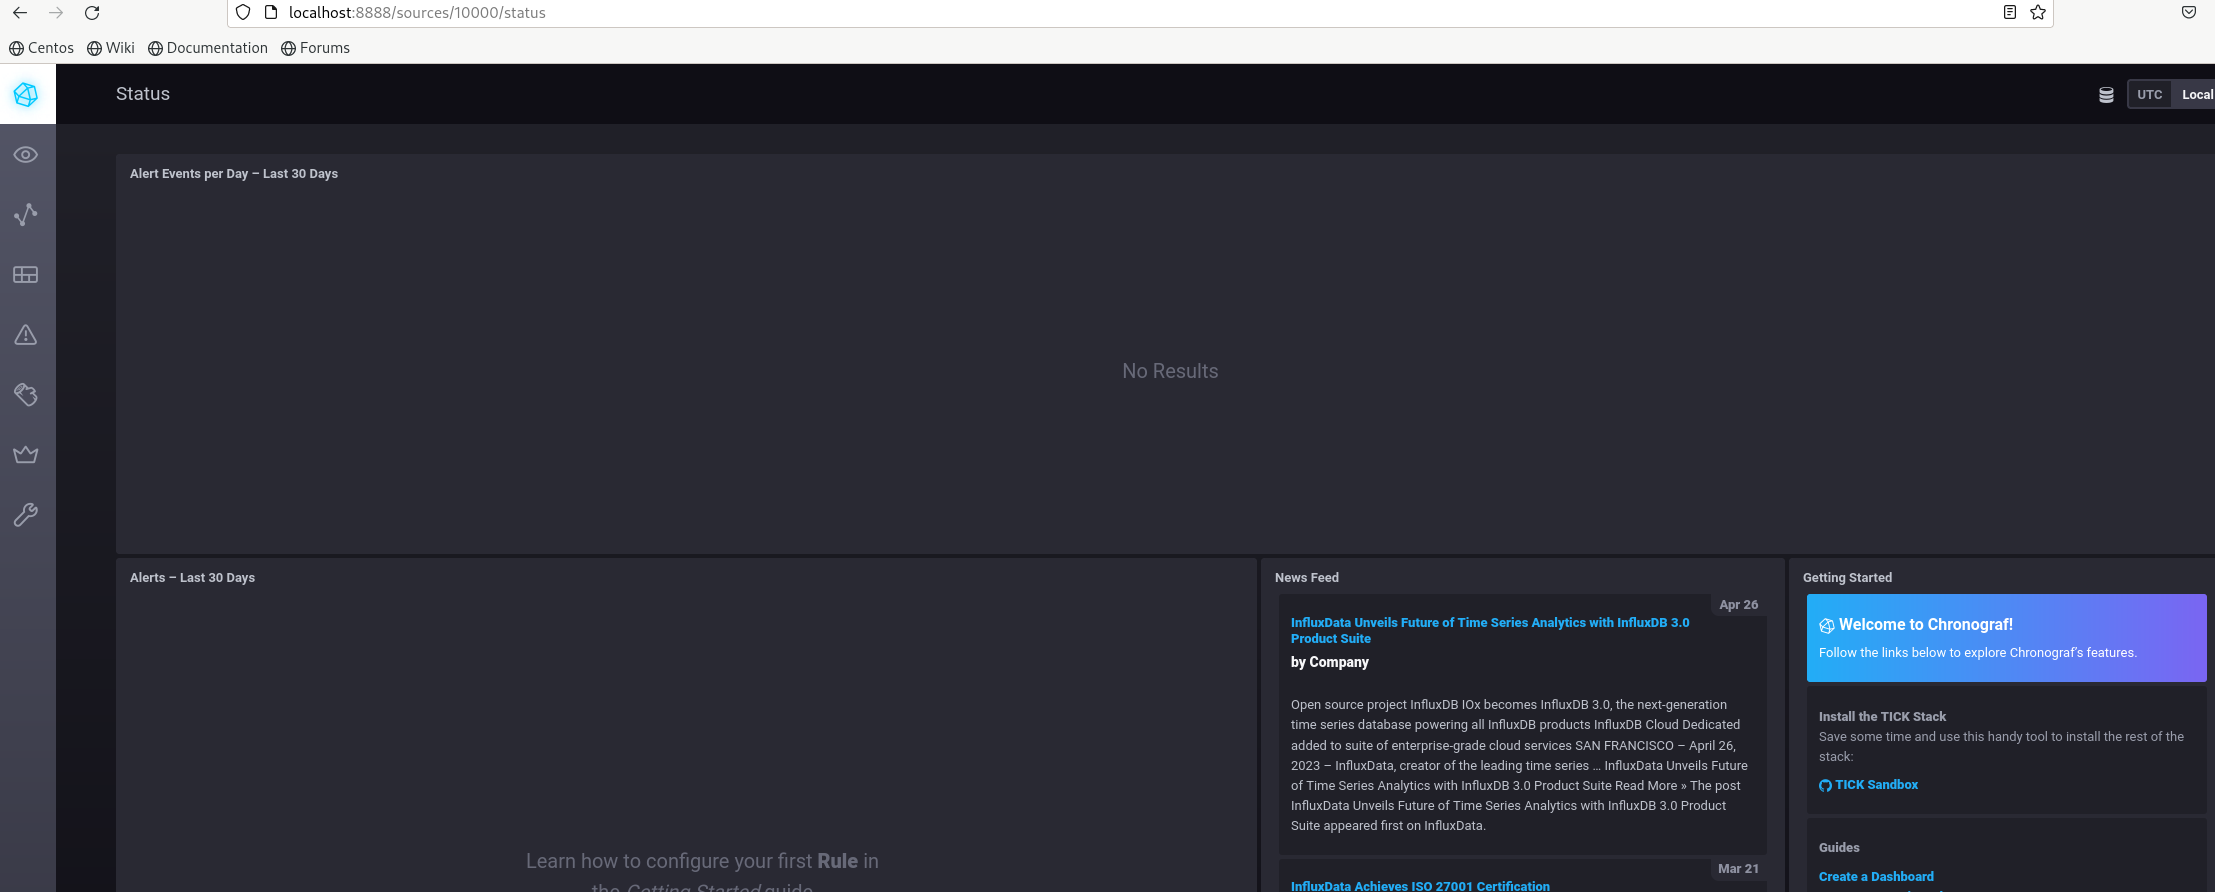 localhost:8888/sources/10000/status
Centos Wiki Documentation Forums
Status
UTC Local
Alert Events per Day – Last 30 Days
No Results
Alerts – Last 30 Days
Learn how to configure your first Rule in
the Getting Started guide
News Feed
Apr 26
InfluxData Unveils Future of Time Series Analytics with InfluxDB 3.0
Product Suite
by Company
Open source project InfluxDB IOx becomes InfluxDB 3.0, the next-generation
time series database powering all InfluxDB products InfluxDB Cloud Dedicated
added to suite of enterprise-grade cloud services SAN FRANCISCO – April 26,
2023 – InfluxData, creator of the leading time series ... InfluxData Unveils Future
of Time Series Analytics with InfluxDB 3.0 Product Suite Read More » The post
InfluxData Unveils Future of Time Series Analytics with InfluxDB 3.0 Product
Suite appeared first on InfluxData.
Mar 21
InfluxData Achieves ISO 27001 Certification
Getting Started
Welcome to Chronograf!
Follow the links below to explore Chronograf's features.
Install the TICK Stack
Save some time and use this handy tool to install the rest of the
stack:
TICK Sandbox
Guides
Create a Dashboard